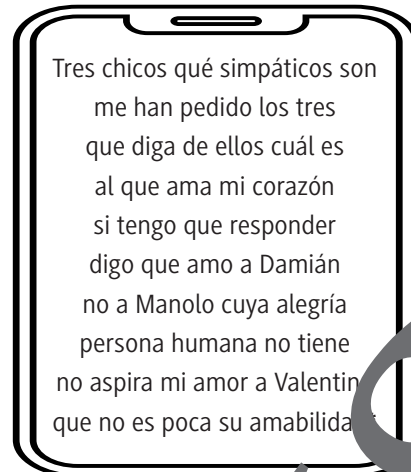 Tres chicos qué simpáticos son
me han pedido los tres
que diga de ellos cuál es
al que ama mi corazón
si tengo que responder
digo que amo a Damián
no a Manolo cuya alegría
persona humana no tiene
no aspira mi amor a Valentin
que no es poca su amabilida